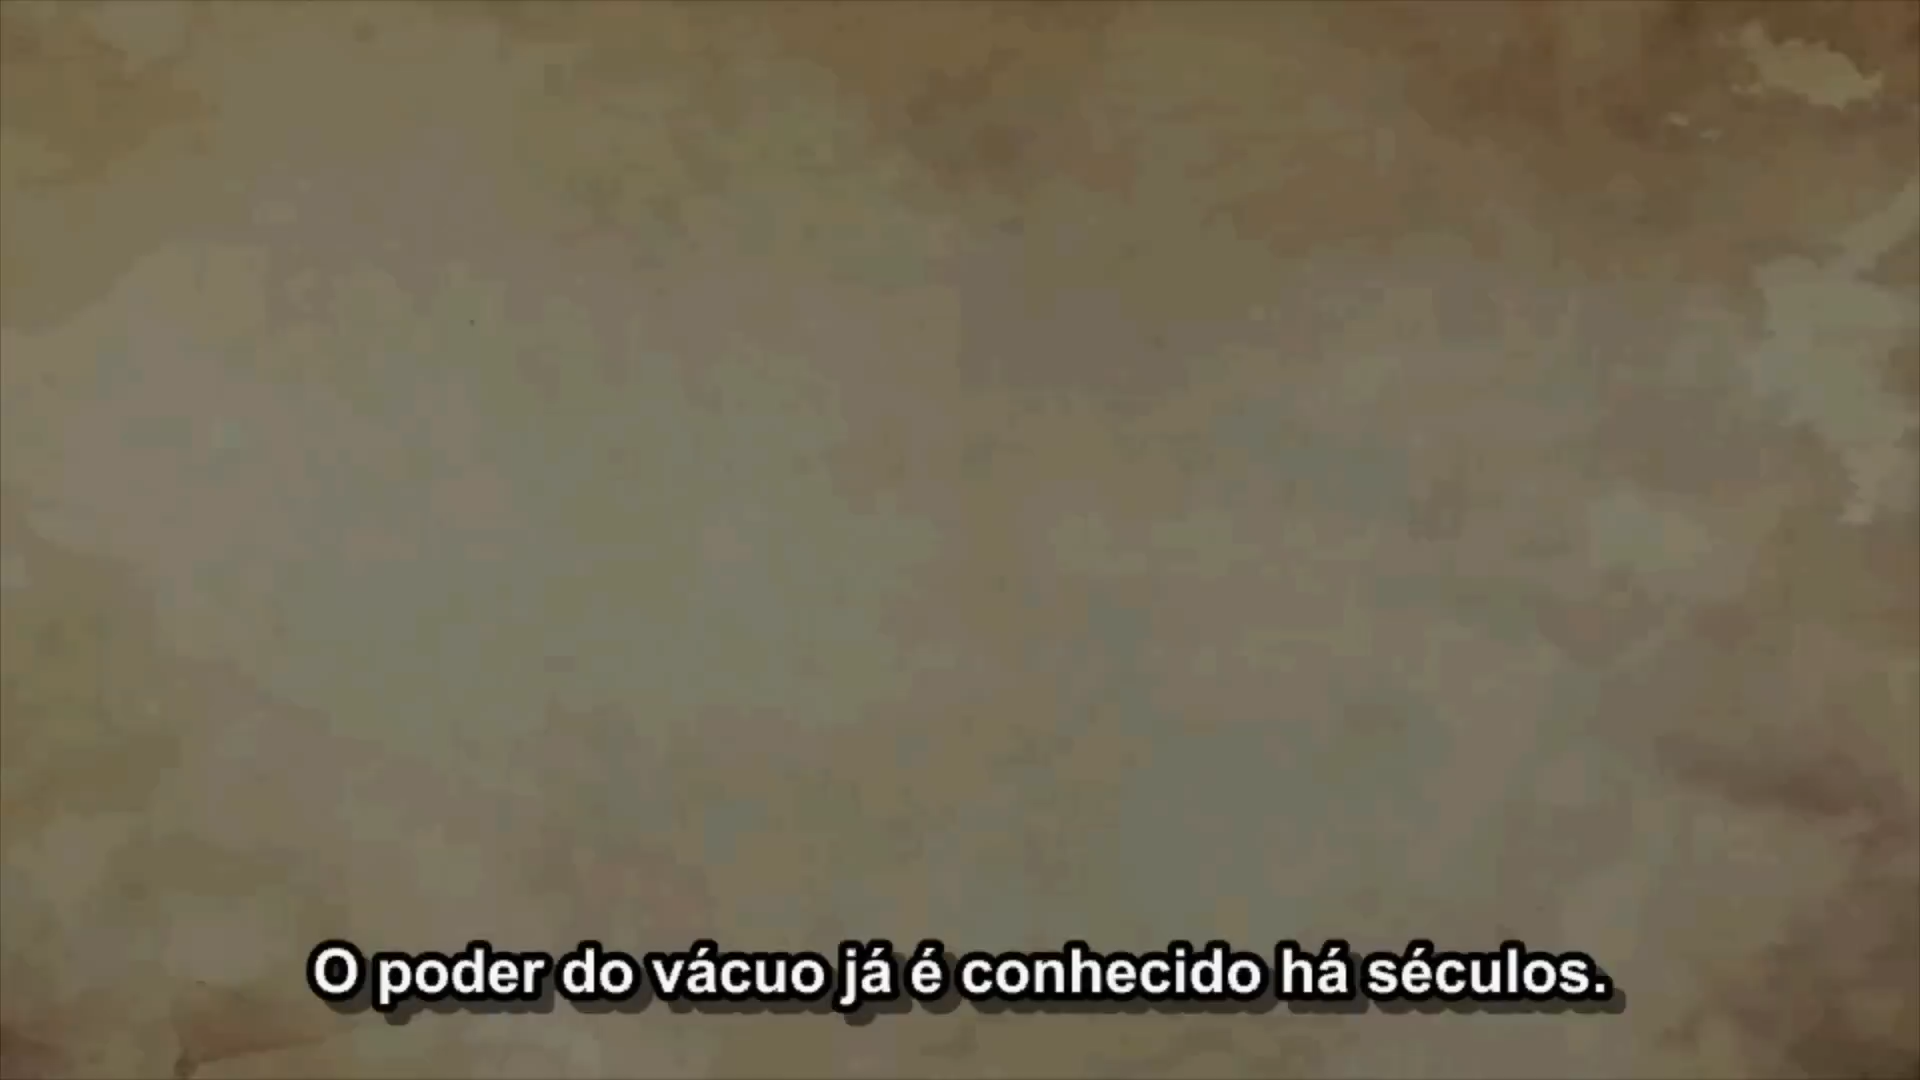 O poder do vácuo já é conhecido há séculos.